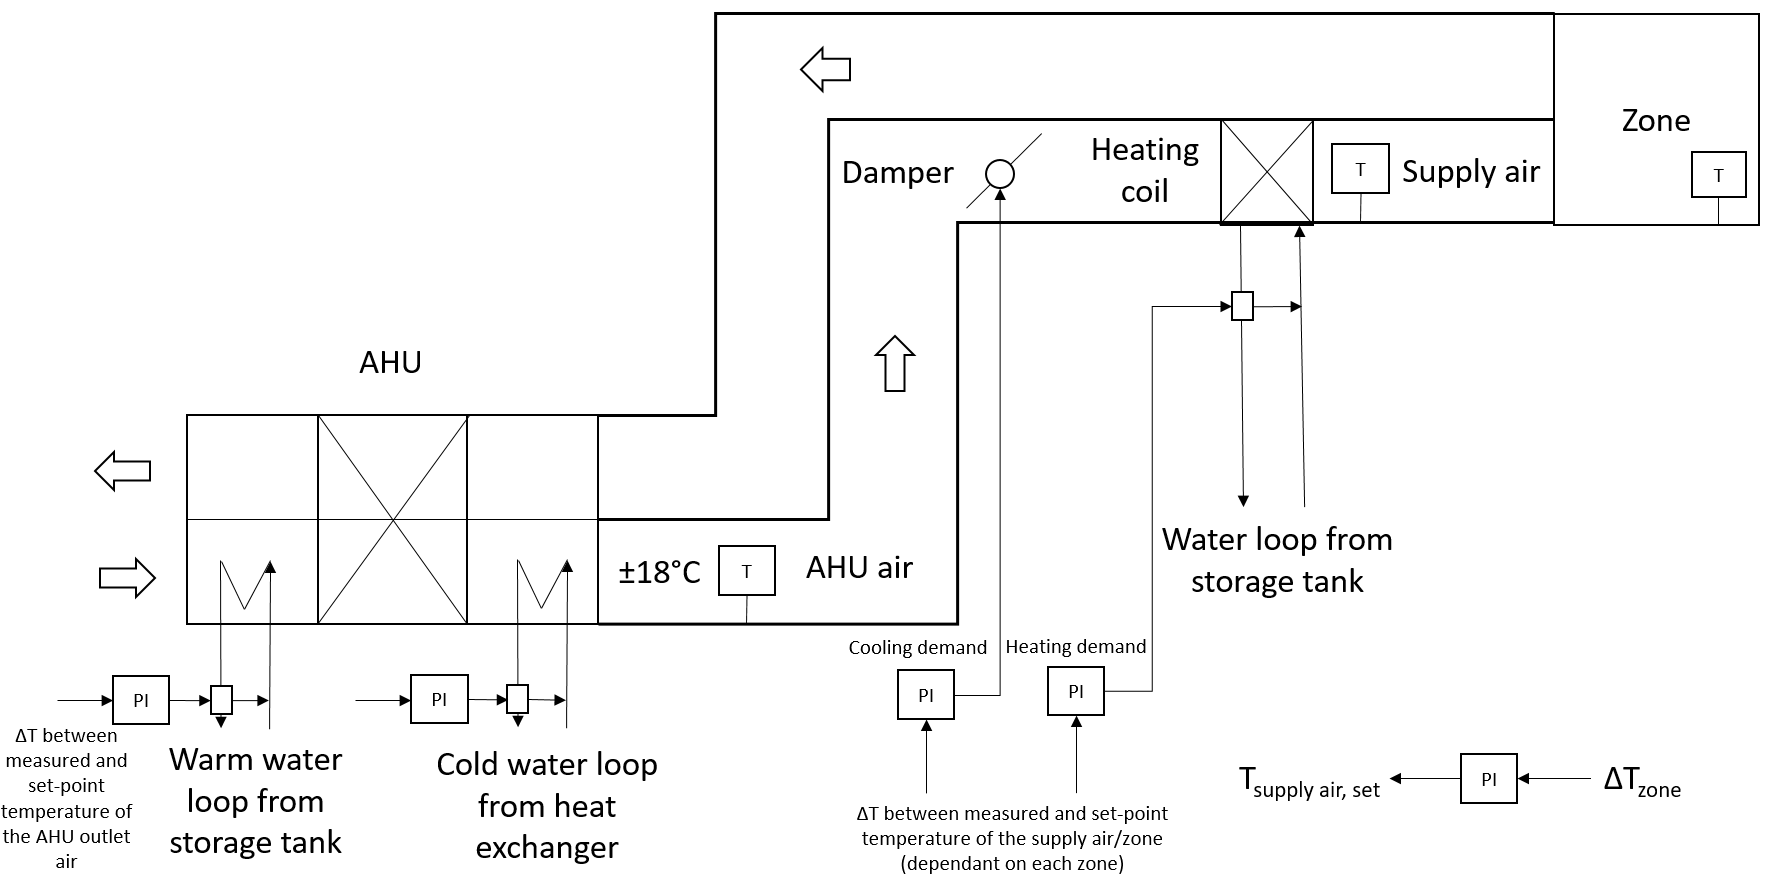 Zone
T
Heating
coil
T
Supply air
Damper
AHU
±18°C
T
AHU air
Water loop from
storage tank
Cooling demand
Heating demand
PI
PI
PI
PI
ΔT between
measured and
set-point
temperature of
the AHU outlet
air
Warm water
loop from
storage tank
Cold water loop
from heat
exchanger
ΔT between measured and set-point
temperature of the supply air/zone
(dependant on each zone)
Tsupply air, set
PI
ΔTzone